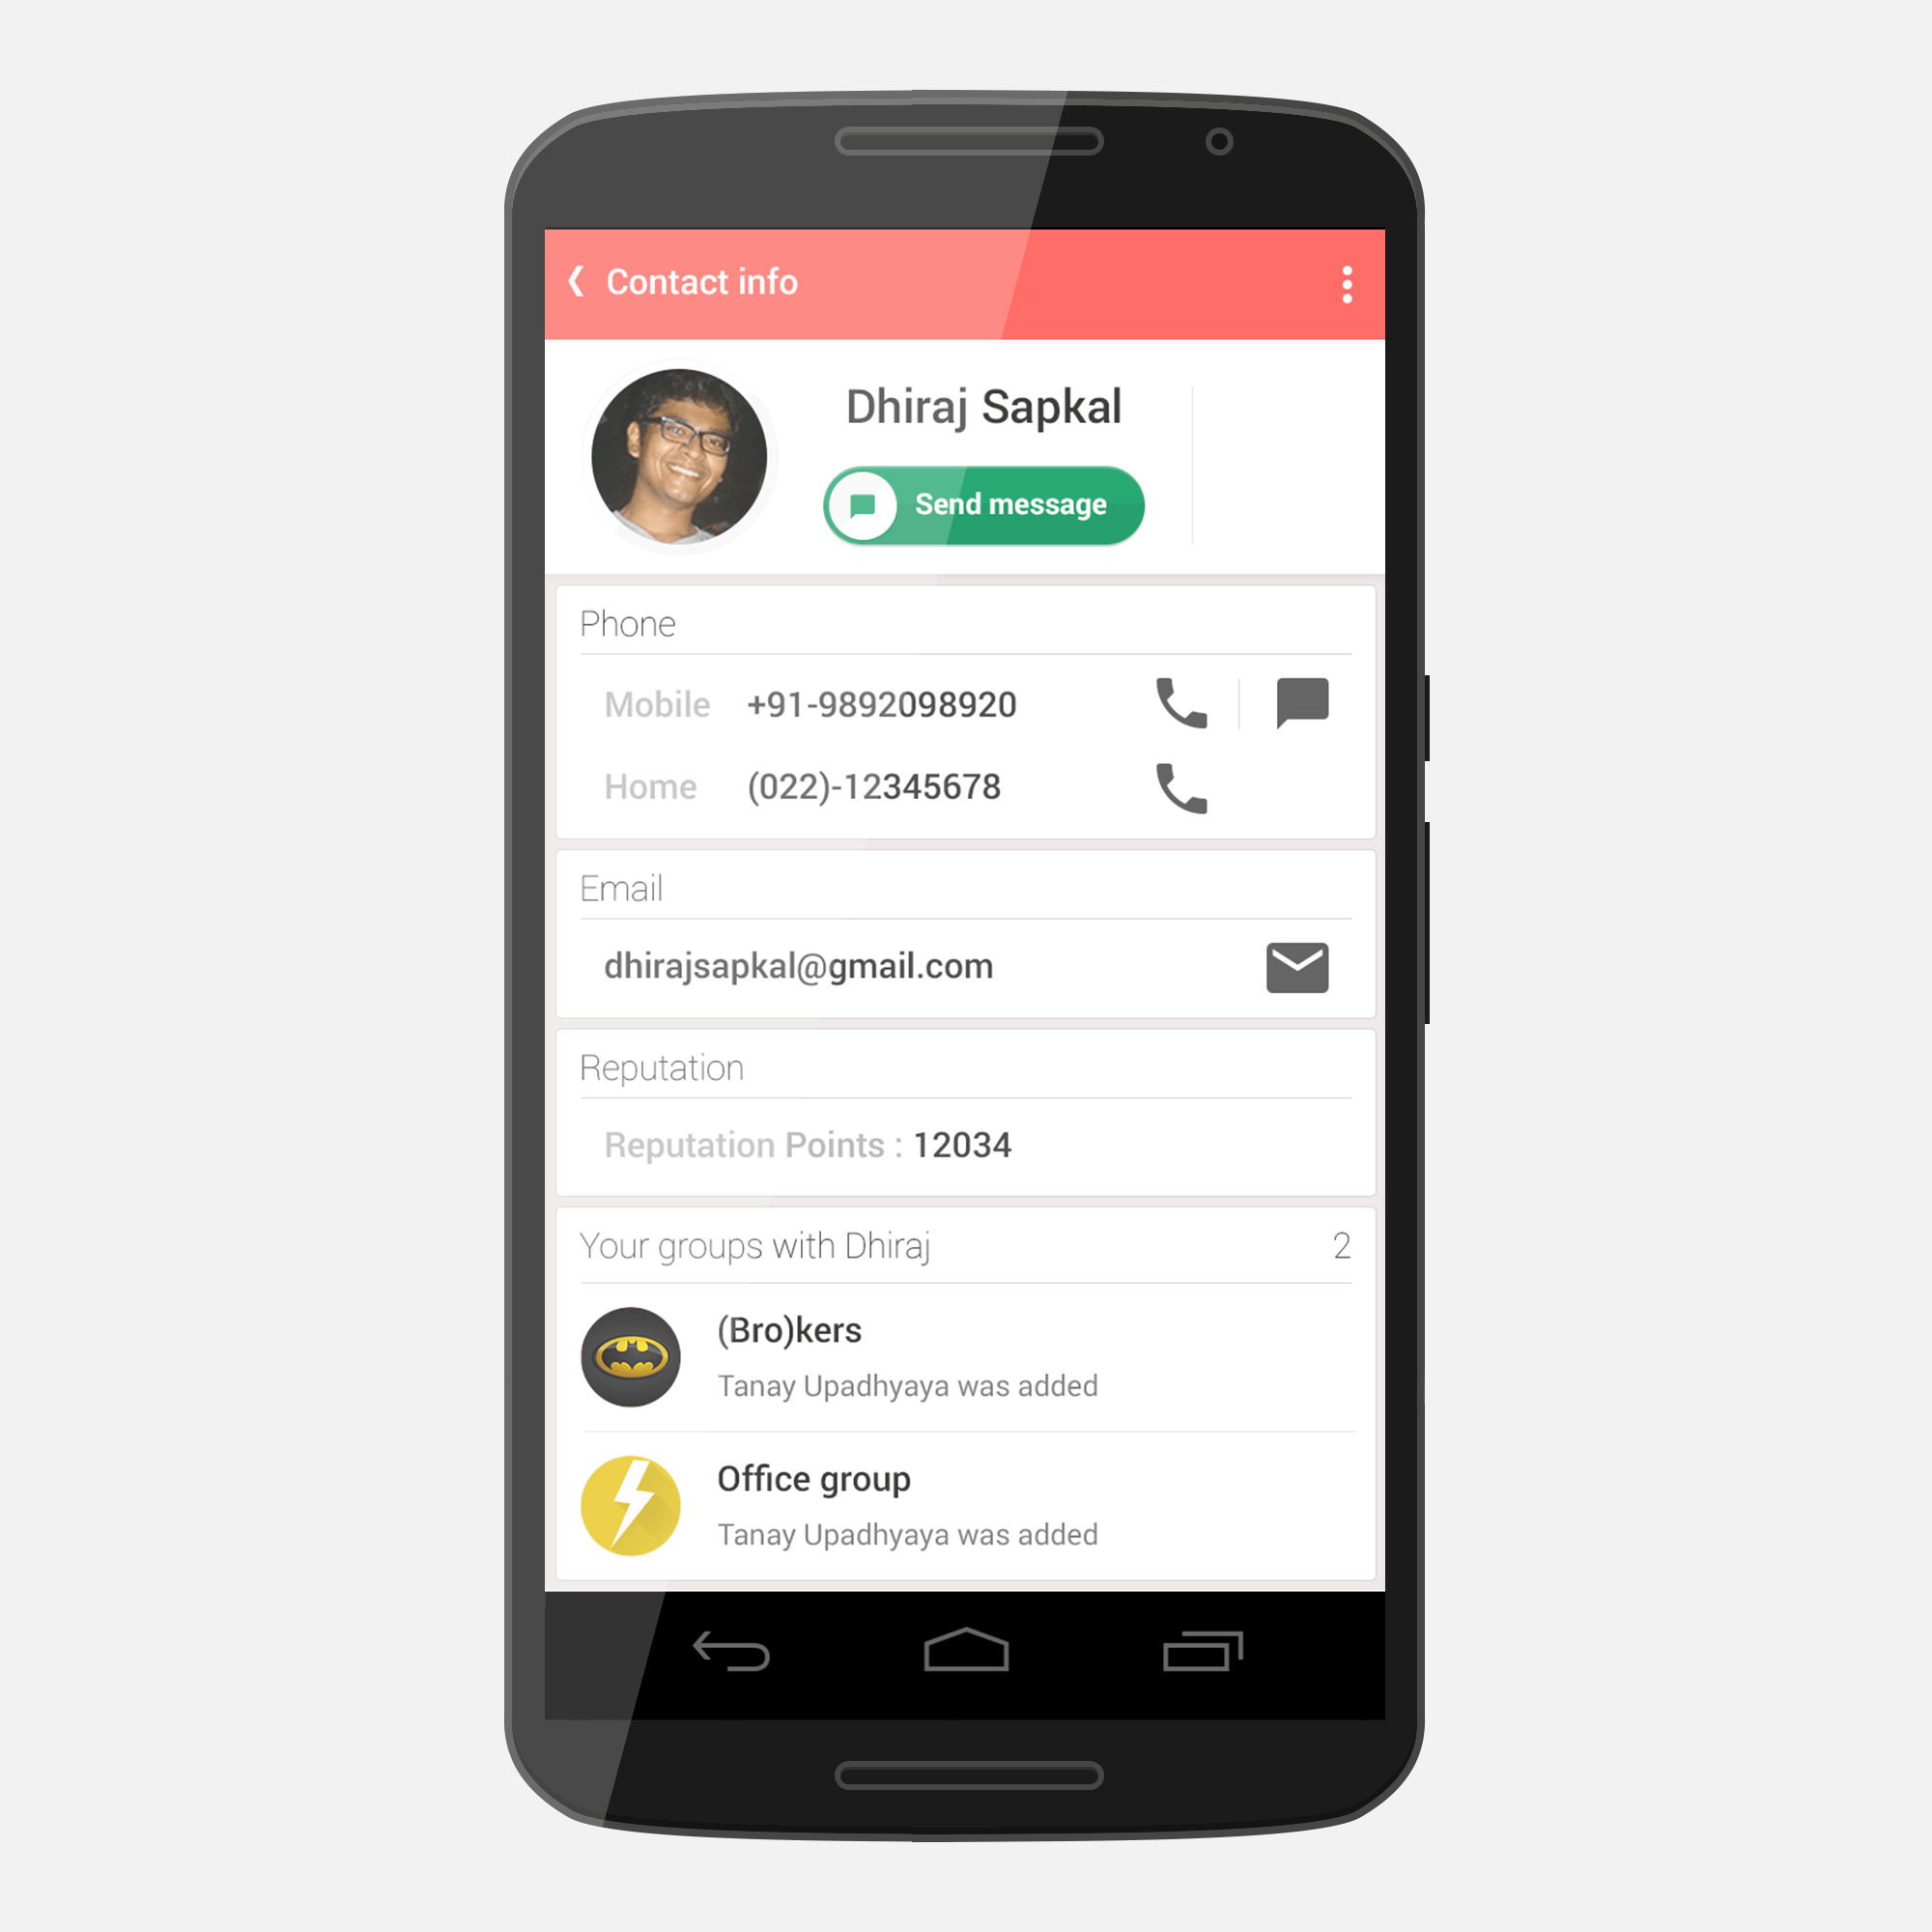 Contact info
Dhiraj Sapkal
Send message
Phone
Mobile +91-9892098920
Home (022)-12345678
Email
dhirajsapkal@gmail.com
Reputation
Reputation Points : 12034
Your groups with Dhiraj 2
(Bro)kers
Tanay Upadhyaya was added
Office group
Tanay Upadhyaya was added